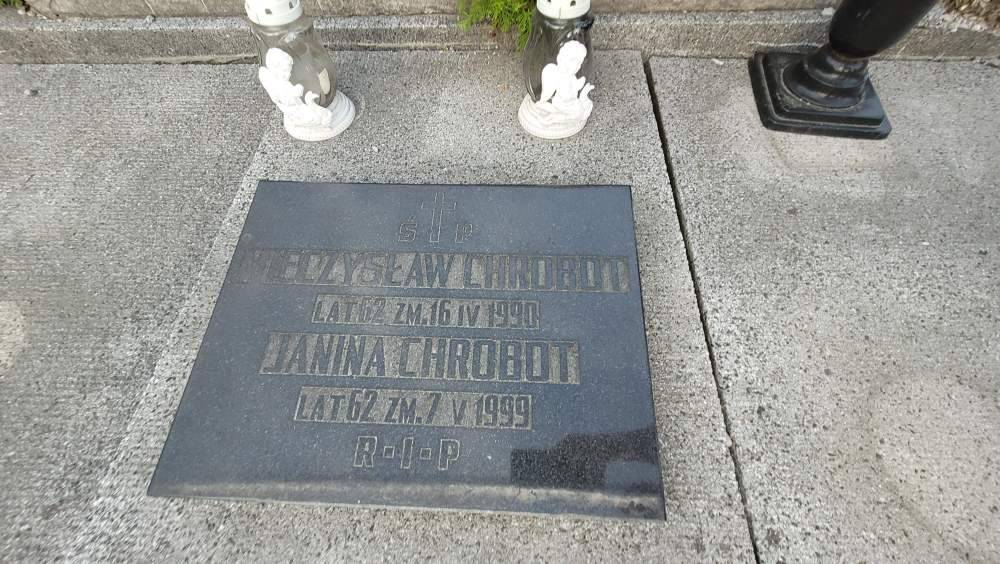 Ś P
MIECZYSŁAW CHROBOT
LAT 62 ZM. 16 IV 1990
JANINA CHROBOT
LAT 62 ZM. 7 V 1999
R·I·P